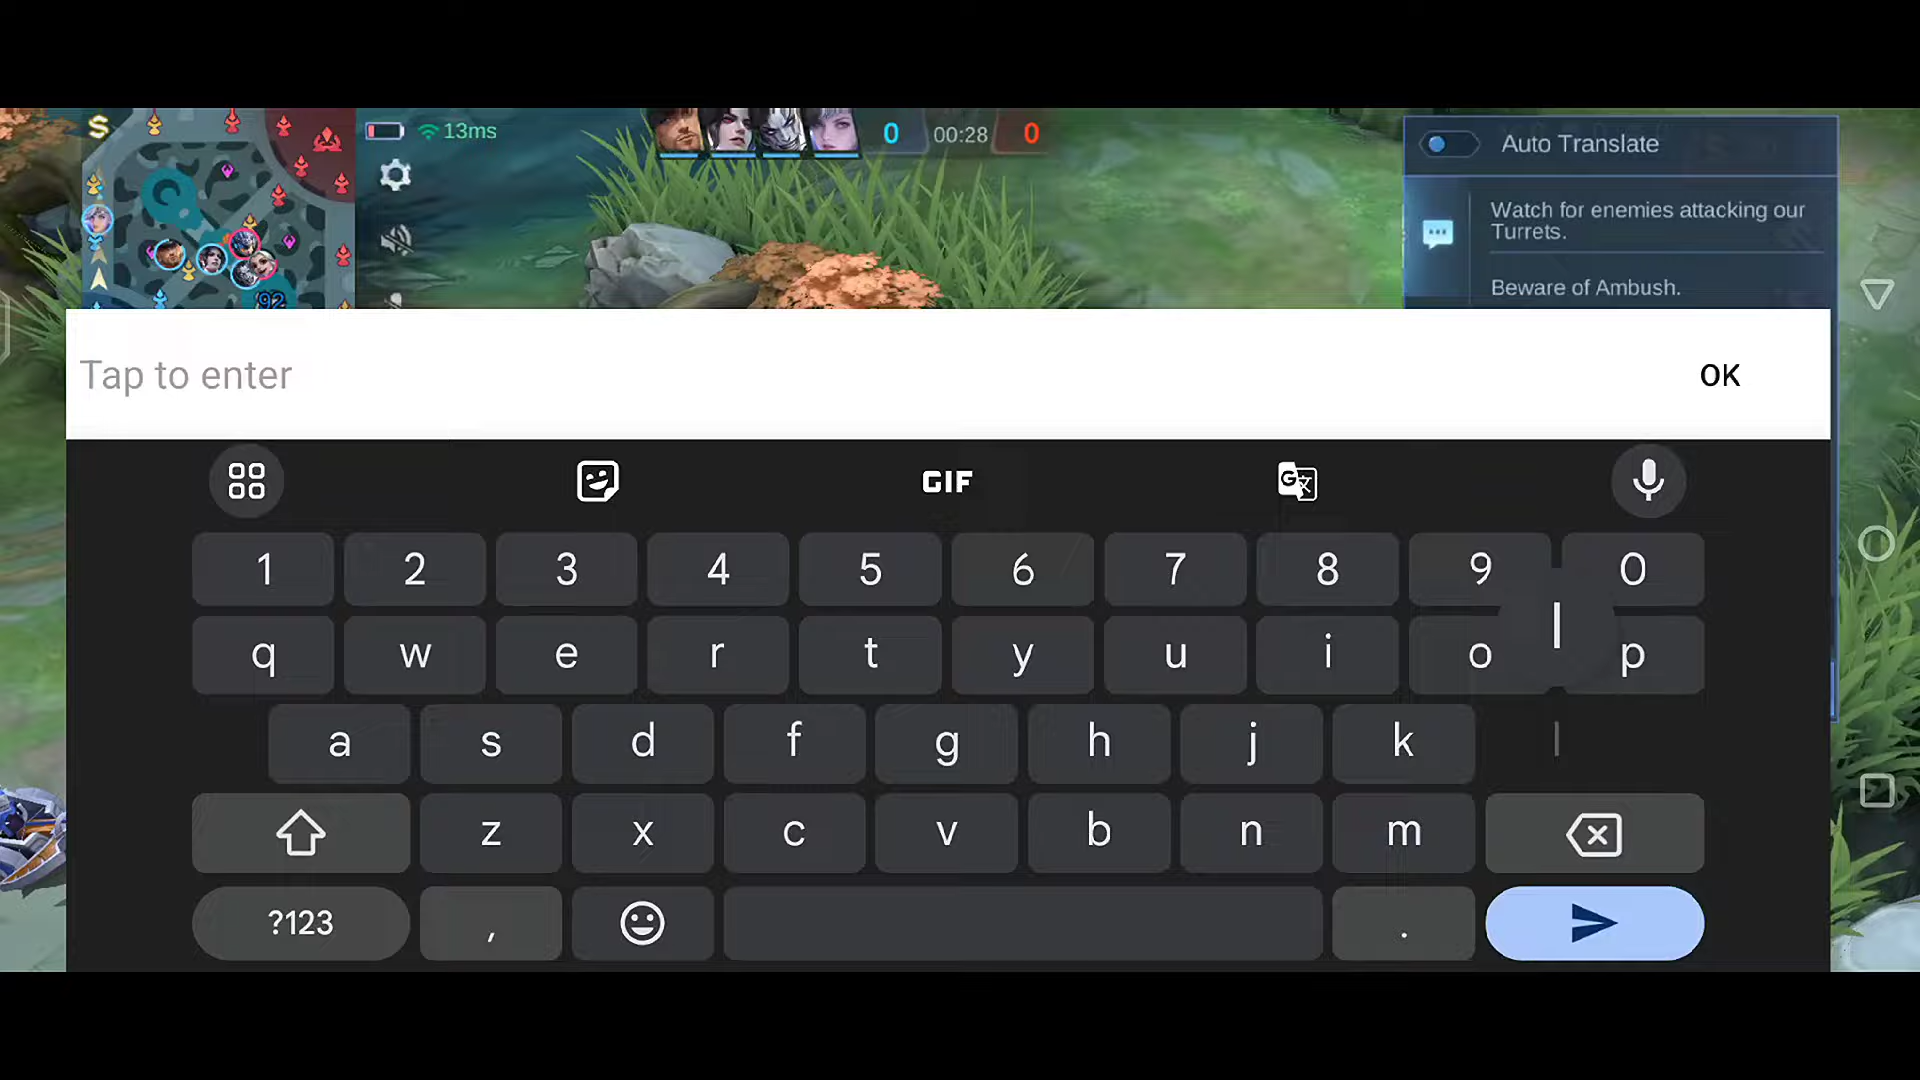 13ms
0 00:28 0
Auto Translate
Watch for enemies attacking our
Turrets.
Beware of Ambush.
92
Tap to enter
OK
GIF
1 2 3 4 5 6 7 8 9 0
q w e r t y u i o l p
a s d f g h j k l
z x c v b n m
?123 , .